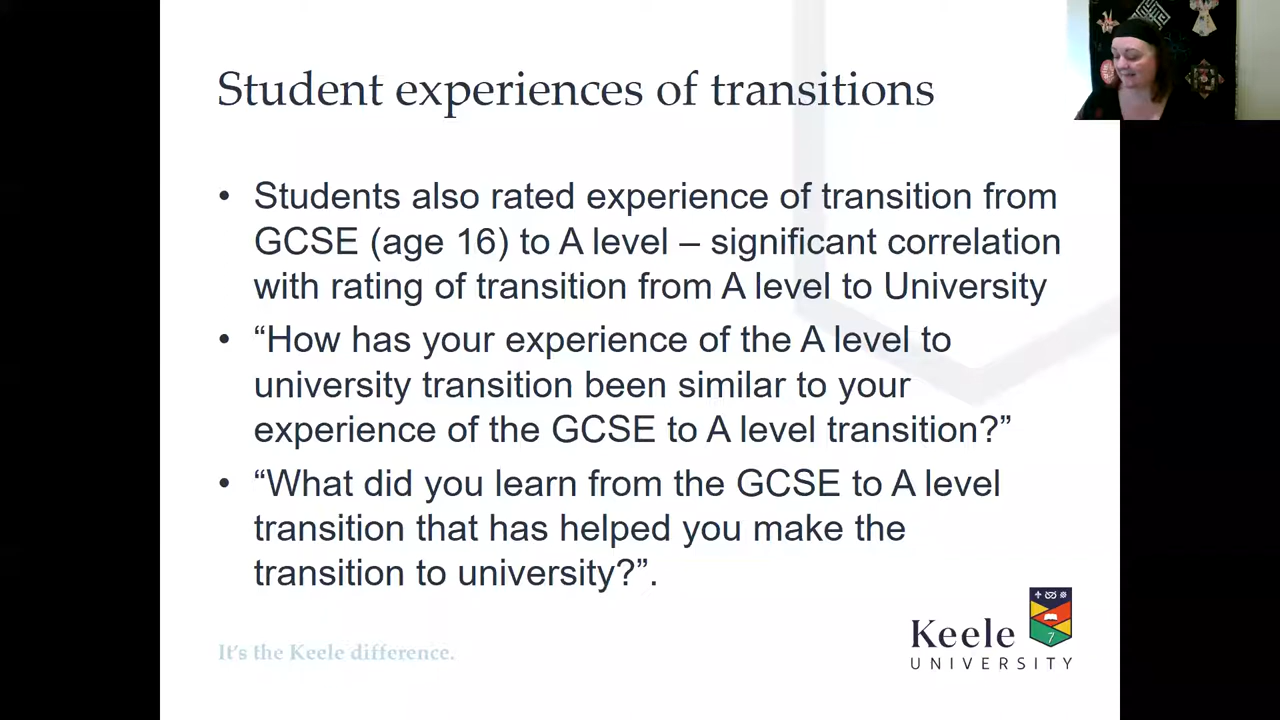 Student experiences of transitions
• Students also rated experience of transition from
GCSE (age 16) to A level – significant correlation
with rating of transition from A level to University
• “How has your experience of the A level to
university transition been similar to your
experience of the GCSE to A level transition?”
• “What did you learn from the GCSE to A level
transition that has helped you make the
transition to university?”.
It's the Keele difference.
Keele
UNIVERSITY